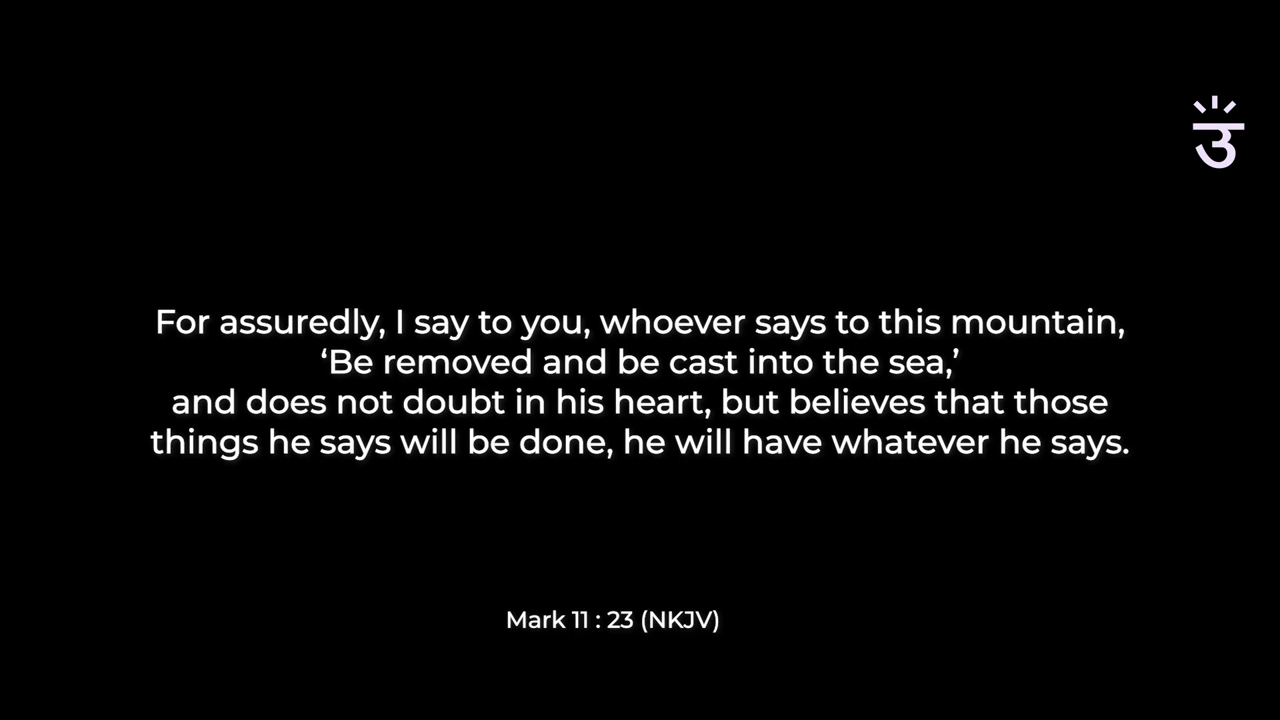 उ
For assuredly, I say to you, whoever says to this mountain,
‘Be removed and be cast into the sea,’
and does not doubt in his heart, but believes that those
things he says will be done, he will have whatever he says.
Mark 11 : 23 (NKJV)